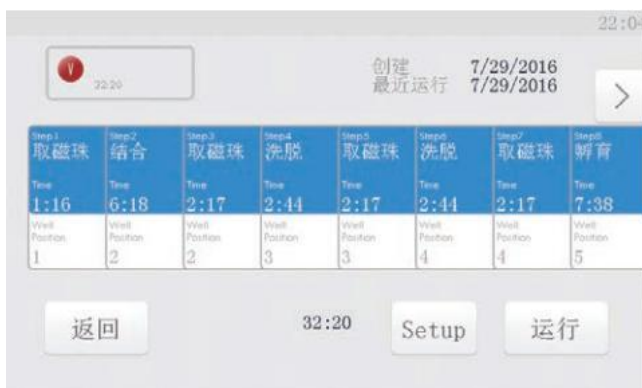 22:0
V
32:20
创建 7/29/2016
最近运行 7/29/2016
>
Step1 Step2 Step3 Step4 Step5 Step6 Step7 Step8
取磁珠 结合 取磁珠 洗脱 取磁珠 洗脱 取磁珠 孵育
Time Time Time Time Time Time Time Time
1:16 6:18 2:17 2:44 2:17 2:44 2:17 7:38
Well Well Well Well Well Well Well Well
Position Position Position Position Position Position Position Position
1 2 2 3 3 4 4 5
返回 32:20 Setup 运行